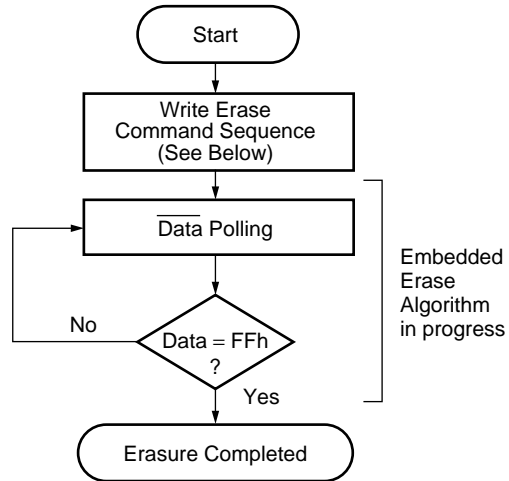 Start
Write Erase
Command Sequence
(See Below)
Data Polling
Embedded
Erase
Algorithm
in progress
No
Data = FFh
?
Yes
Erasure Completed